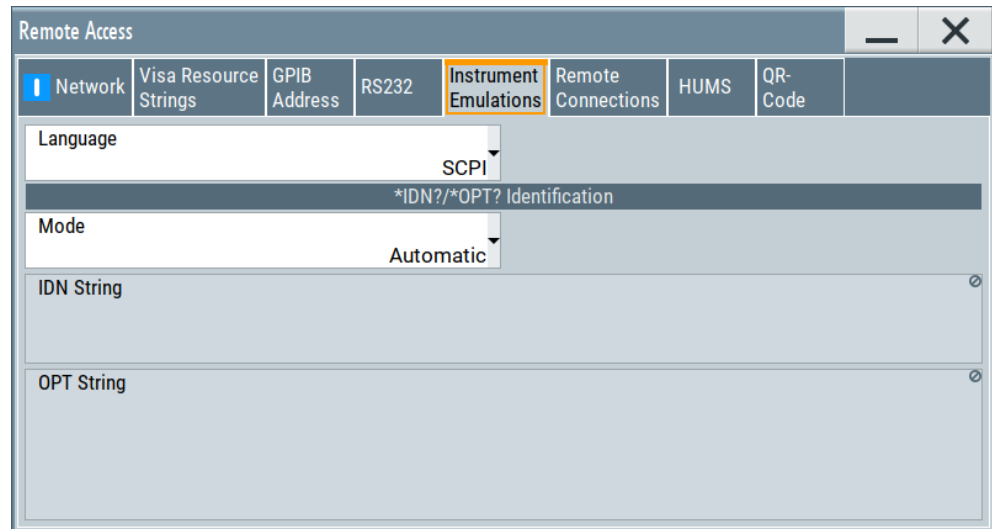 Remote Access
Network
Visa Resource
Strings
GPIB
Address
RS232
Instrument
Emulations
Remote
Connections
HUMS
QR-
Code
Language
SCPI
*IDN?/*OPT? Identification
Mode
Automatic
IDN String
OPT String